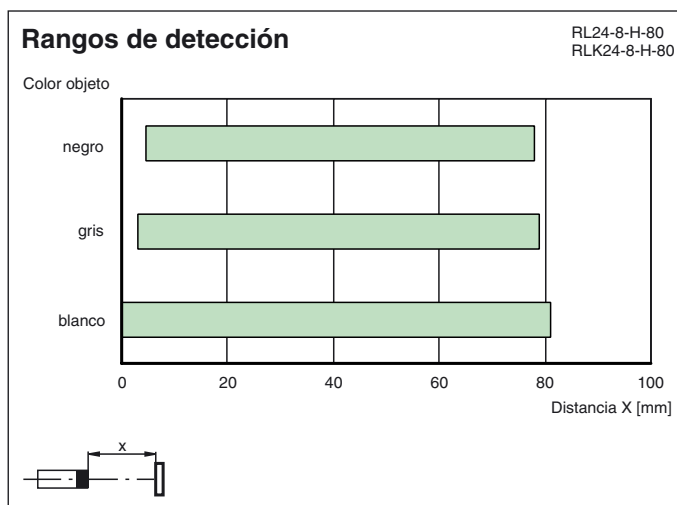 Rangos de detección
RL24-8-H-80
RLK24-8-H-80
Color objeto
negro
gris
blanco
0 20 40 60 80 100
Distancia X [mm]
x